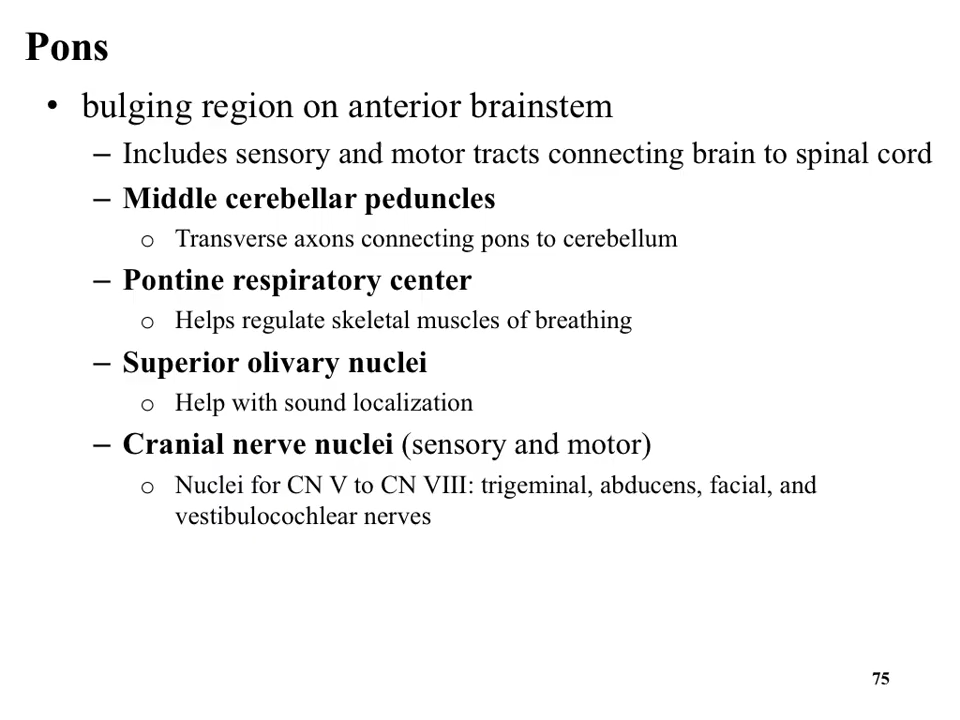 Pons
• bulging region on anterior brainstem
– Includes sensory and motor tracts connecting brain to spinal cord
– Middle cerebellar peduncles
o Transverse axons connecting pons to cerebellum
– Pontine respiratory center
o Helps regulate skeletal muscles of breathing
– Superior olivary nuclei
o Help with sound localization
– Cranial nerve nuclei (sensory and motor)
o Nuclei for CN V to CN VIII: trigeminal, abducens, facial, and
vestibulocochlear nerves
75